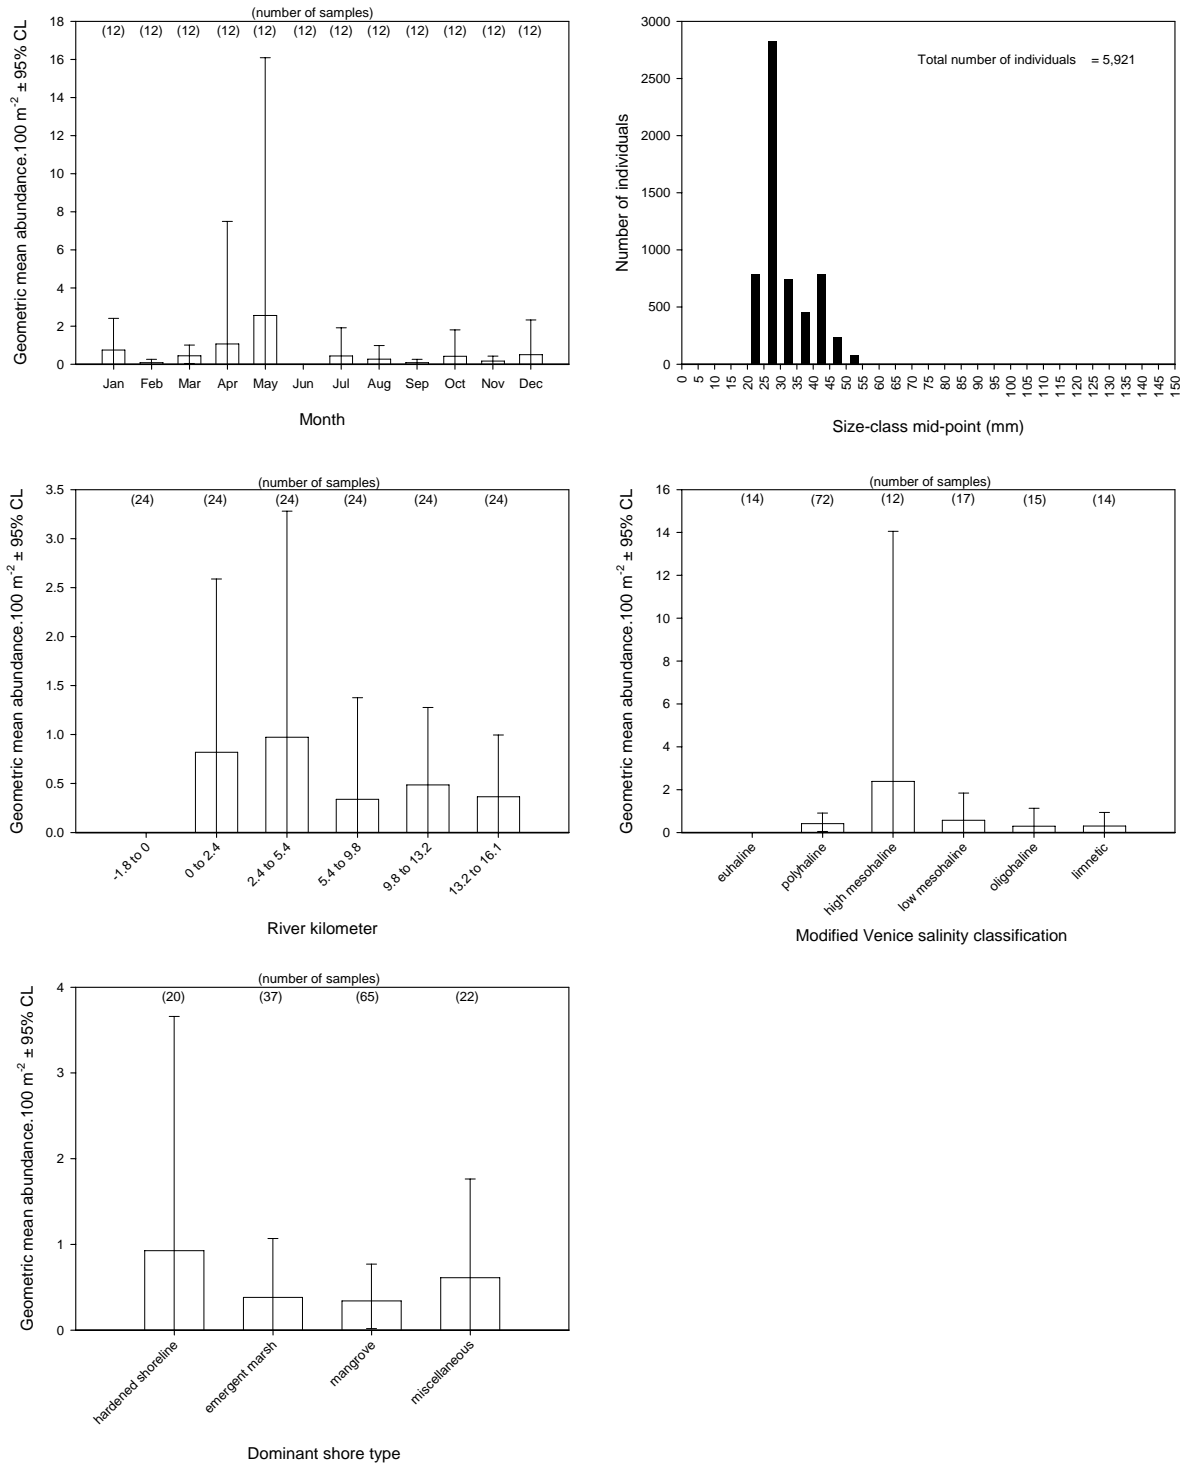 (number of samples)
(12) (12) (12) (12) (12) (12) (12) (12) (12) (12) (12) (12)
18
16
14
12
10
8
6
4
2
0
Geometric mean abundance.100 m-2 ± 95% CL
Jan Feb Mar Apr May Jun Jul Aug Sep Oct Nov Dec
Month
Total number of individuals = 5,921
3000
2500
2000
1500
1000
500
0
Number of individuals
0 5 10 15 20 25 30 35 40 45 50 55 60 65 70 75 80 85 90 95 100 105 110 115 120 125 130 135 140 145 150
Size-class mid-point (mm)
(number of samples)
(24) (24) (24) (24) (24) (24)
3.5
3.0
2.5
2.0
1.5
1.0
0.5
0.0
Geometric mean abundance.100 m-2 ± 95% CL
-1.8 to 0
0 to 2.4
2.4 to 5.4
5.4 to 9.8
9.8 to 13.2
13.2 to 16.1
River kilometer
(number of samples)
(14) (72) (12) (17) (15) (14)
16
14
12
10
8
6
4
2
0
Geometric mean abundance.100 m-2 ± 95% CL
euhaline
polyhaline
high mesohaline
low mesohaline
oligohaline
limnetic
Modified Venice salinity classification
(number of samples)
(20) (37) (65) (22)
4
3
2
1
0
Geometric mean abundance.100 m-2 ± 95% CL
hardened shoreline
emergent marsh
mangrove
miscellaneous
Dominant shore type